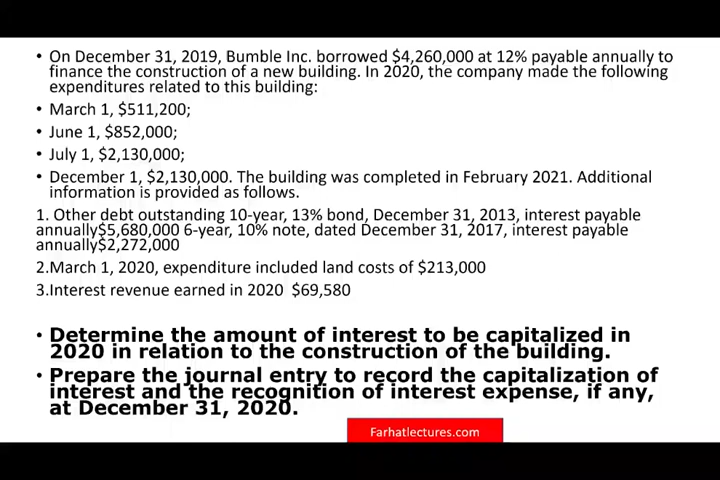 • On December 31, 2019, Bumble Inc. borrowed $4,260,000 at 12% payable annually to
finance the construction of a new building. In 2020, the company made the following
expenditures related to this building:
• March 1, $511,200;
• June 1, $852,000;
• July 1, $2,130,000;
• December 1, $2,130,000. The building was completed in February 2021. Additional
information is provided as follows.
1. Other debt outstanding 10-year, 13% bond, December 31, 2013, interest payable
annually$5,680,000 6-year, 10% note, dated December 31, 2017, interest payable
annually$2,272,000
2.March 1, 2020, expenditure included land costs of $213,000
3.Interest revenue earned in 2020 $69,580
• Determine the amount of interest to be capitalized in
2020 in relation to the construction of the building.
• Prepare the journal entry to record the capitalization of
interest and the recognition of interest expense, if any,
at December 31, 2020.
Farhatlectures.com